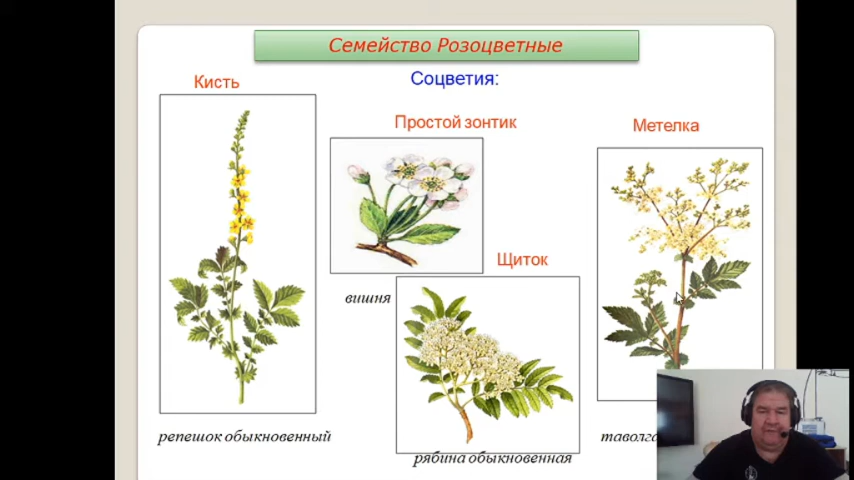 Семейство Розоцветные
Соцветия:
Кисть
Простой зонтик
Метелка
Щиток
вишня
репешок обыкновенный
рябина обыкновенная